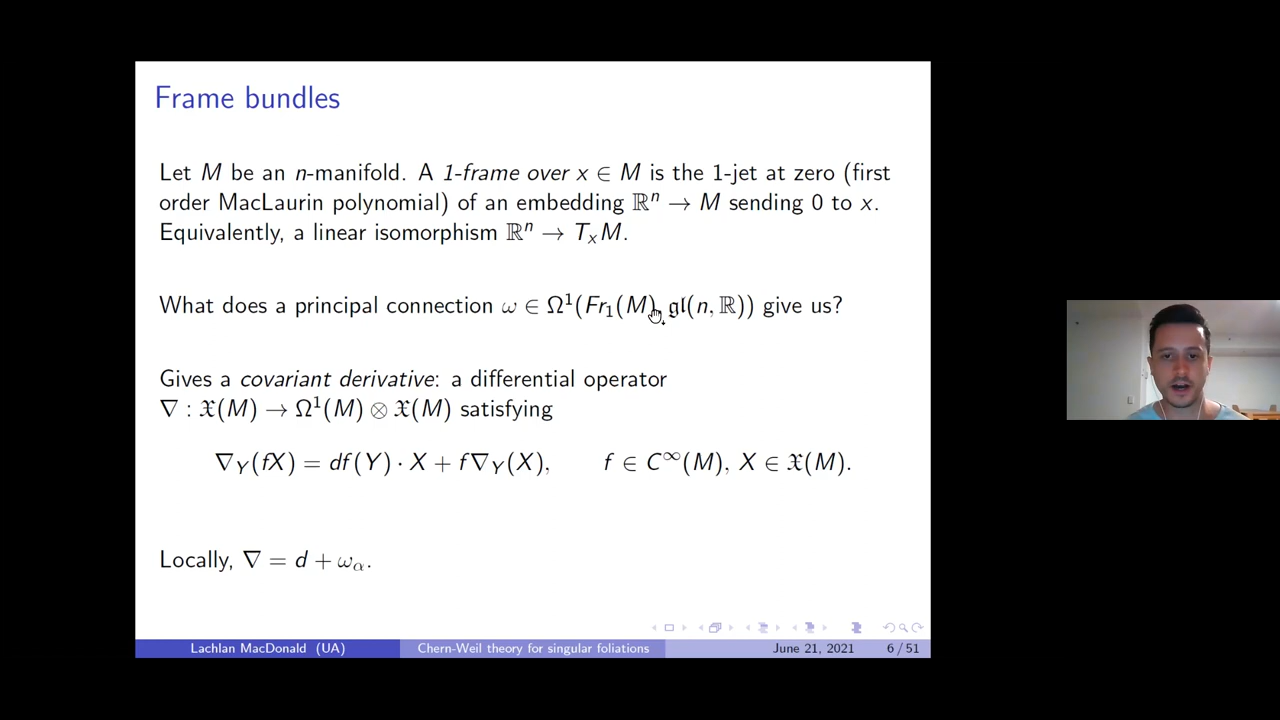 Frame bundles
Let M be an n-manifold. A 1-frame over x ∈ M is the 1-jet at zero (first
order MacLaurin polynomial) of an embedding ℝⁿ → M sending 0 to x.
Equivalently, a linear isomorphism ℝⁿ → TₓM.
What does a principal connection ω ∈ Ω¹(Fr₁(M), 𝔤𝔩(n, ℝ)) give us?
Gives a covariant derivative: a differential operator
∇ : 𝔛(M) → Ω¹(M) ⊗ 𝔛(M) satisfying
∇_Y(fX) = df(Y) · X + f∇_Y(X), f ∈ C^∞(M), X ∈ 𝔛(M).
Locally, ∇ = d + ω_α.
Lachlan MacDonald (UA) Chern-Weil theory for singular foliations June 21, 2021 6 / 51